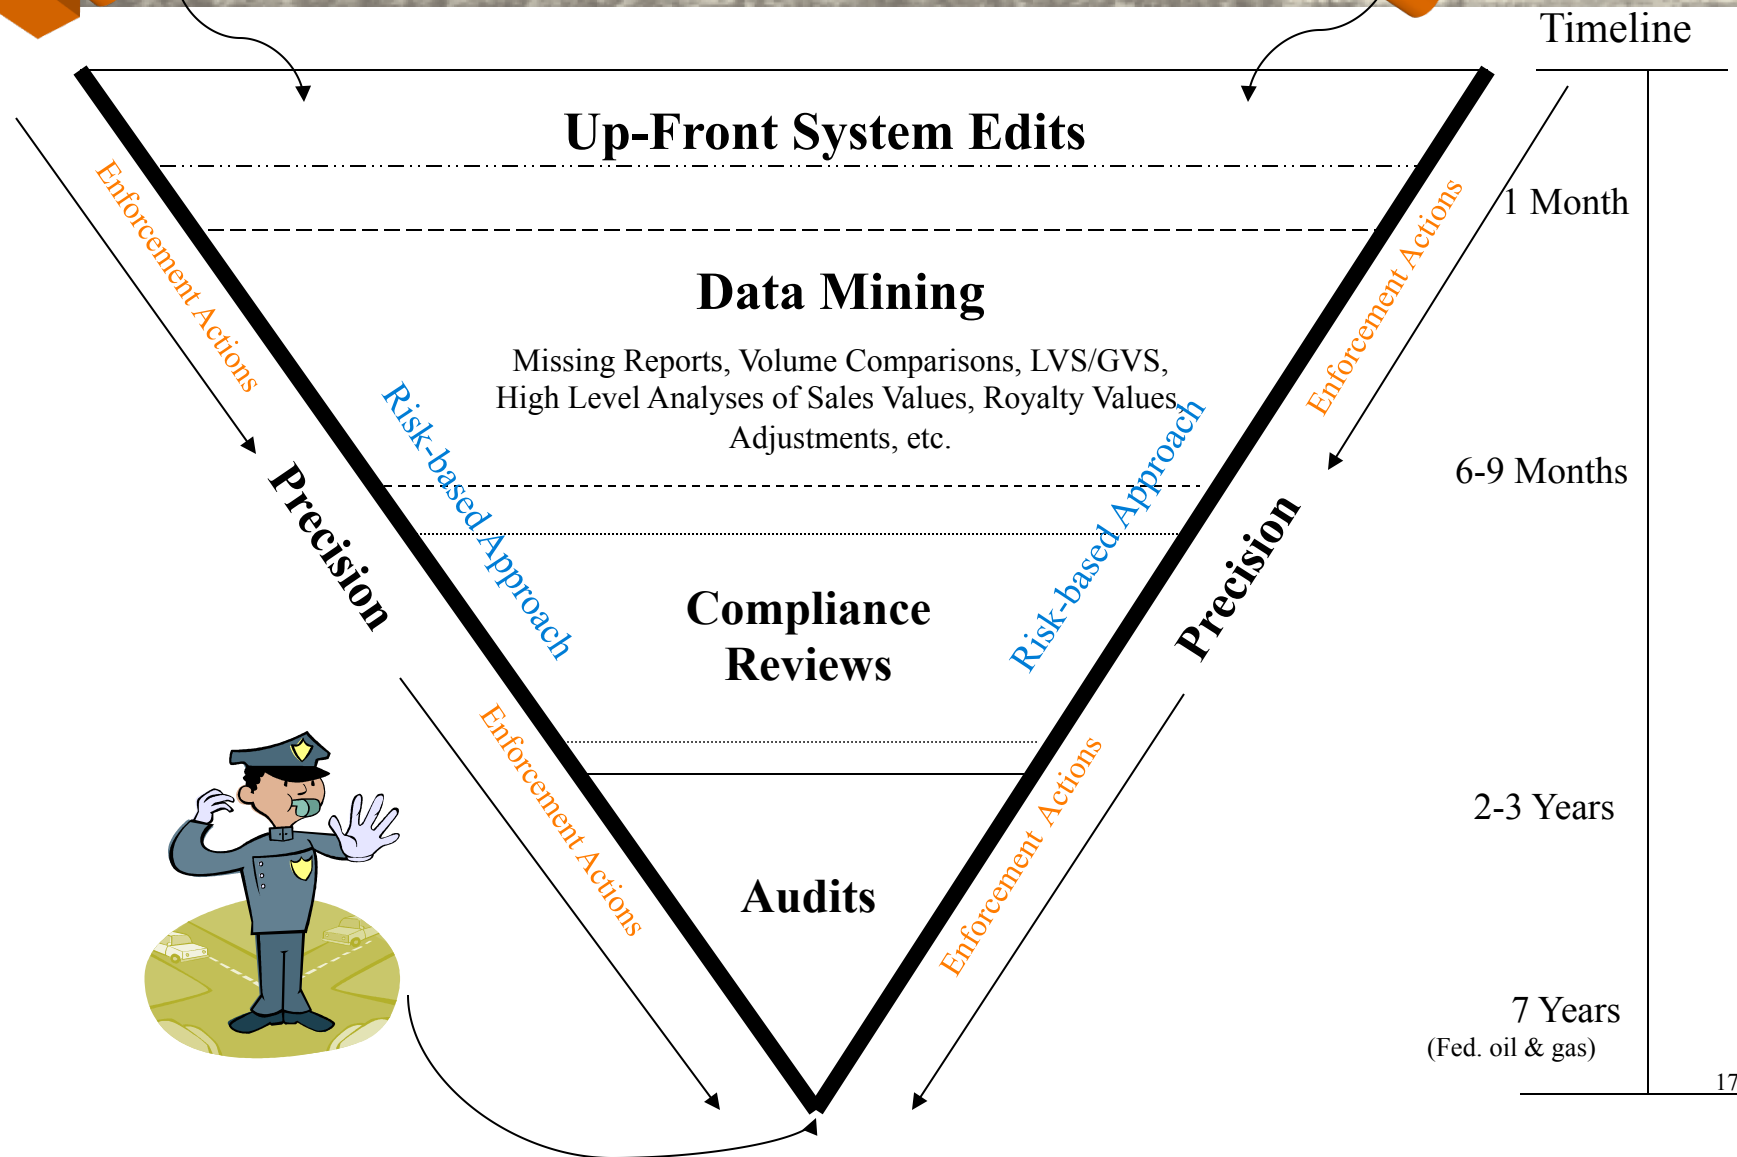 Timeline
Up-Front System Edits
Enforcement Actions
Enforcement Actions
1 Month
Data Mining
Missing Reports, Volume Comparisons, LVS/GVS,
High Level Analyses of Sales Values, Royalty Values,
Adjustments, etc.
Risk-based Approach
Risk-based Approach
6-9 Months
Precision
Precision
Compliance
Reviews
Enforcement Actions
Enforcement Actions
2-3 Years
Audits
7 Years
(Fed. oil & gas)
17